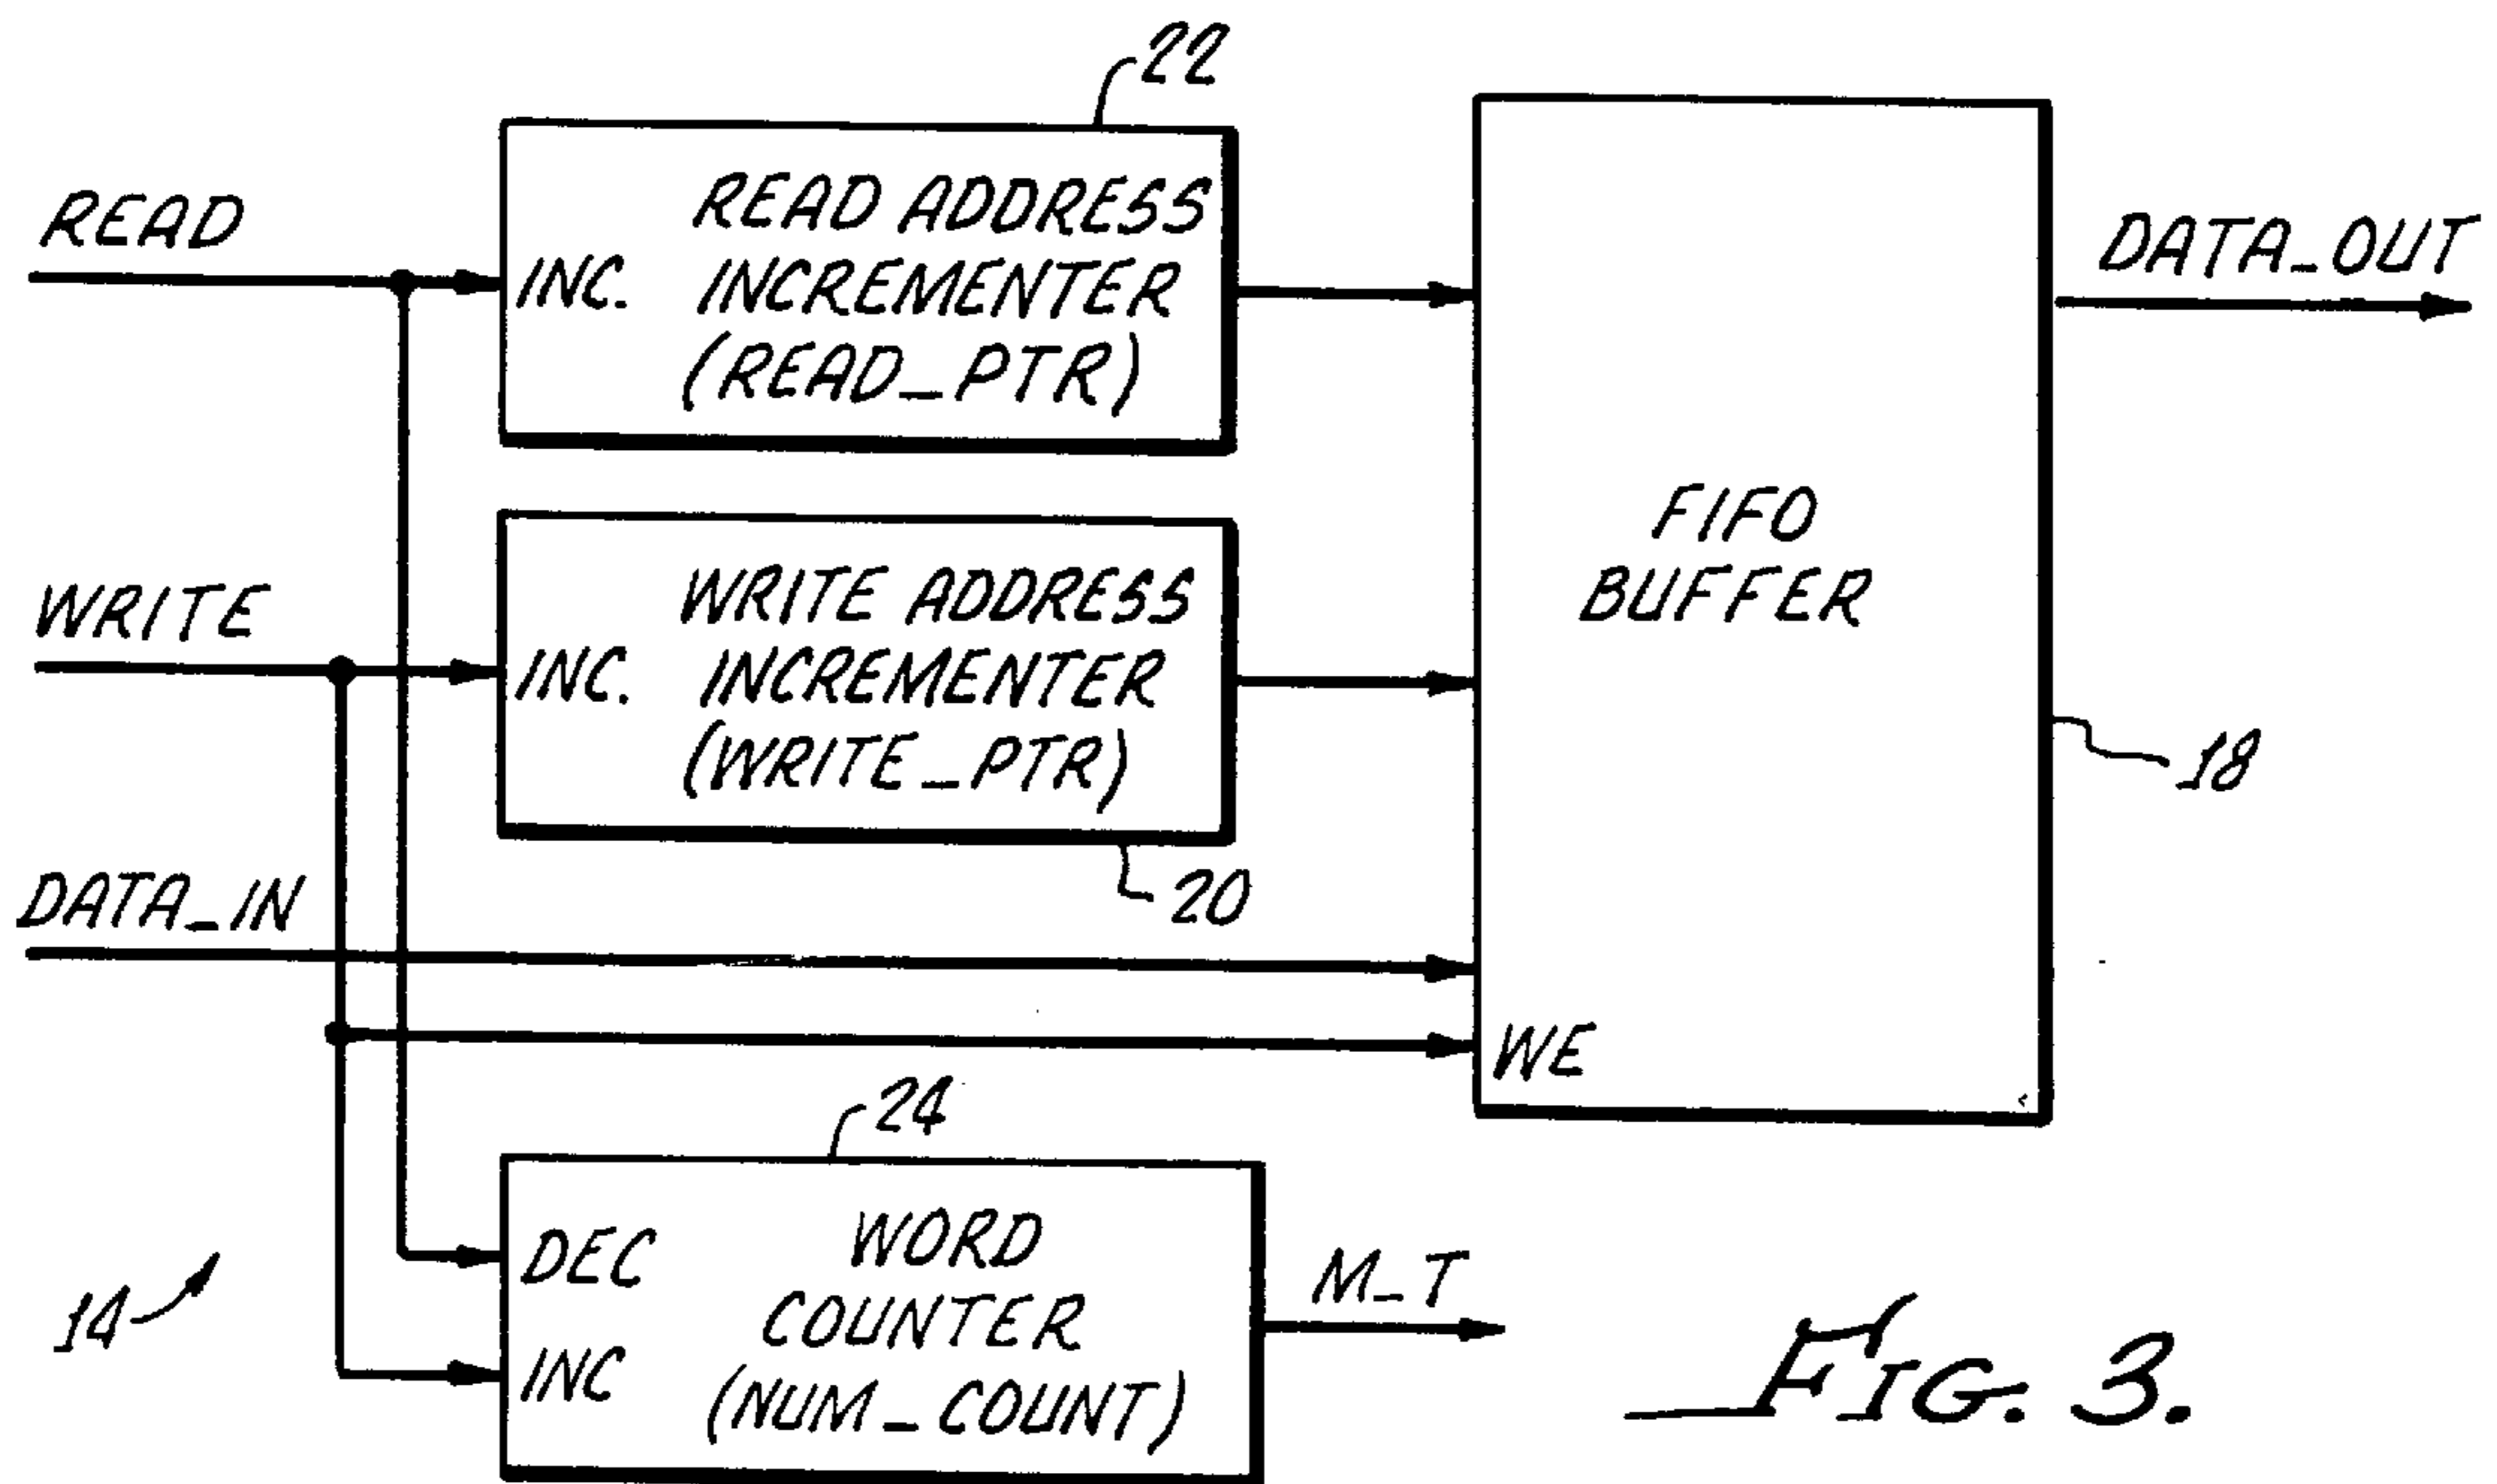 22
READ
INC.
READ ADDRESS
INCREMENTER
(READ_PTR)
DATA_OUT
FIFO
BUFFER
WRITE
INC.
WRITE ADDRESS
INCREMENTER
(WRITE_PTR)
18
20
DATA_IN
WE
24
DEC
INC
WORD
COUNTER
(NUM_COUNT)
M_T
14
FIG. 3.